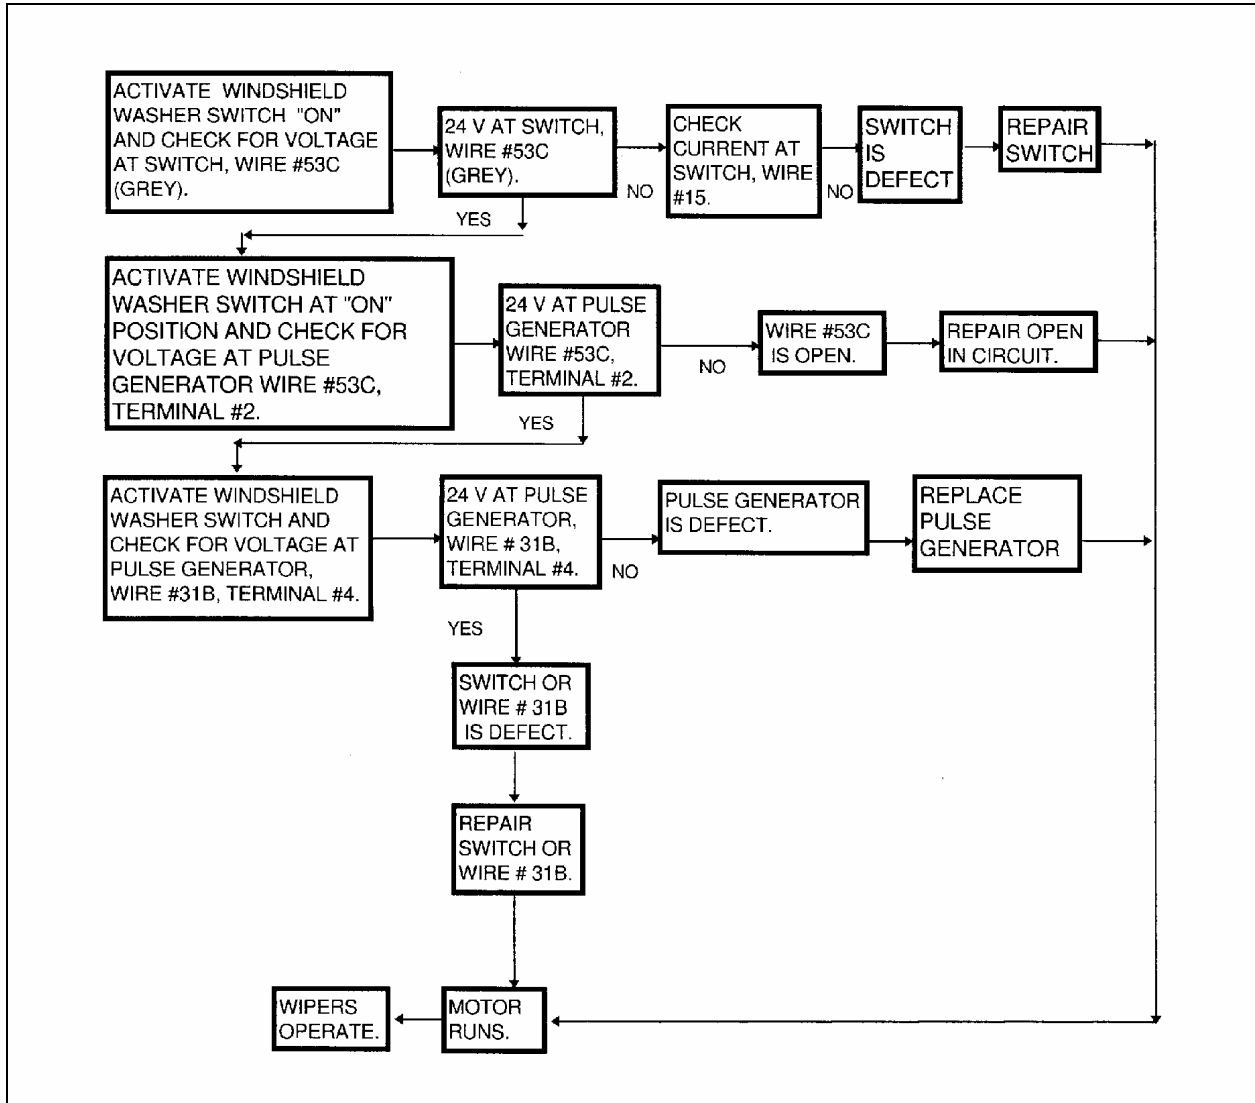 ACTIVATE WINDSHIELD
WASHER SWITCH "ON"
AND CHECK FOR VOLTAGE
AT SWITCH, WIRE #53C
(GREY).
24 V AT SWITCH,
WIRE #53C
(GREY).
NO
CHECK
CURRENT AT
SWITCH, WIRE
#15.
NO
SWITCH
IS
DEFECT
REPAIR
SWITCH
YES
ACTIVATE WINDSHIELD
WASHER SWITCH AT "ON"
POSITION AND CHECK FOR
VOLTAGE AT PULSE
GENERATOR WIRE #53C,
TERMINAL #2.
24 V AT PULSE
GENERATOR
WIRE #53C,
TERMINAL #2.
NO
WIRE #53C
IS OPEN.
REPAIR OPEN
IN CIRCUIT.
YES
ACTIVATE WINDSHIELD
WASHER SWITCH AND
CHECK FOR VOLTAGE AT
PULSE GENERATOR,
WIRE #31B, TERMINAL #4.
24 V AT PULSE
GENERATOR,
WIRE # 31B,
TERMINAL #4.
NO
PULSE GENERATOR
IS DEFECT.
REPLACE
PULSE
GENERATOR
YES
SWITCH OR
WIRE # 31B
IS DEFECT.
REPAIR
SWITCH OR
WIRE # 31B.
WIPERS
OPERATE.
MOTOR
RUNS.